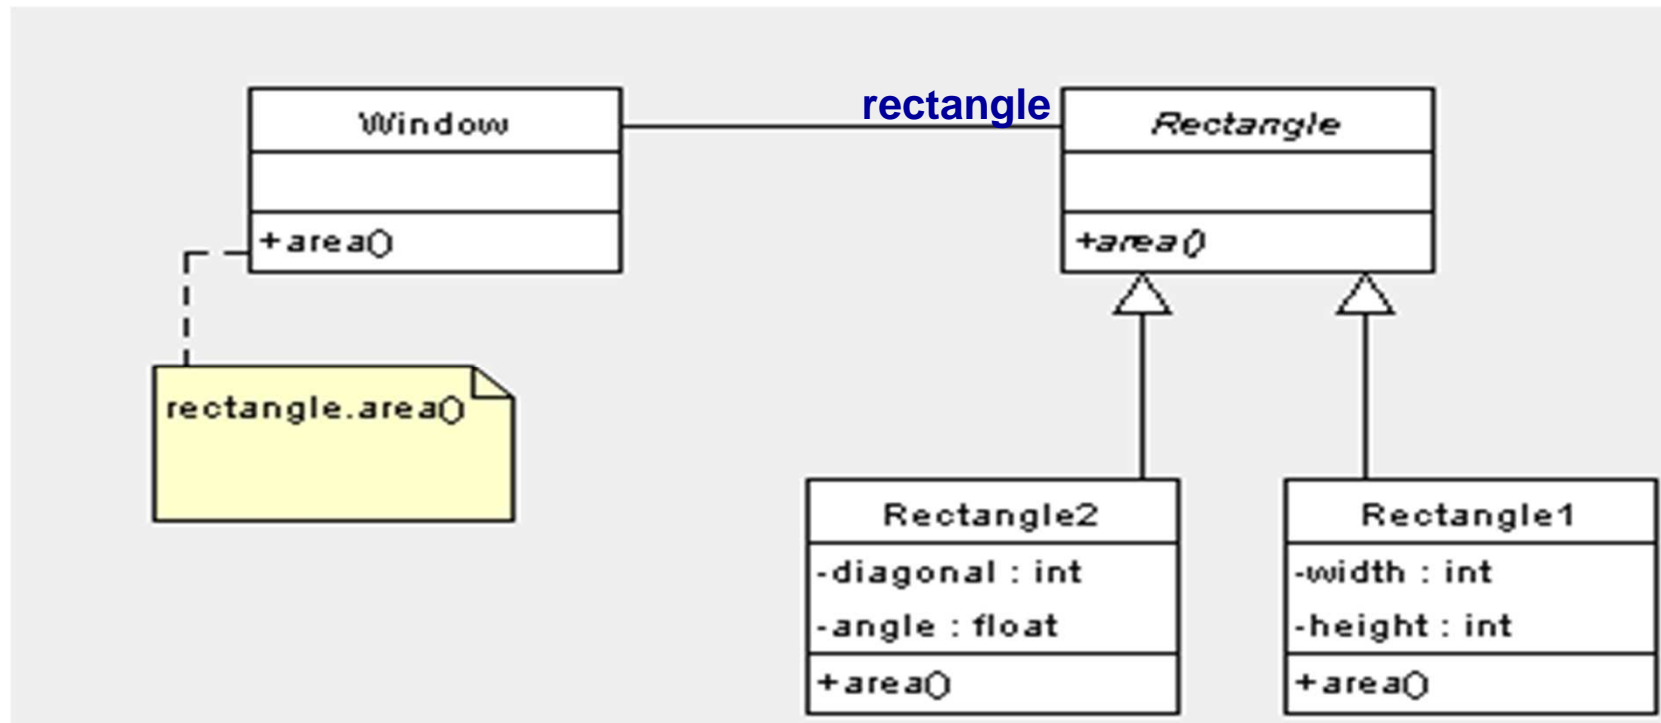 Window
+area()
rectangle
Rectangle
+area()
rectangle.area()
Rectangle2
-diagonal : int
-angle : float
+area()
Rectangle1
-width : int
-height : int
+area()